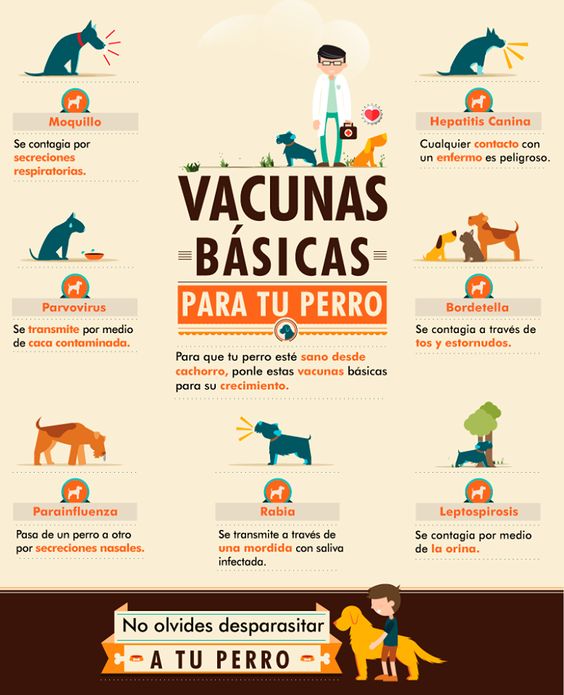 VACUNAS
BÁSICAS
PARA TU PERRO
Para que tu perro esté sano desde
cachorro, ponle estas vacunas básicas
para su crecimiento.
Moquillo
Se contagia por
secreciones
respiratorias.
Hepatitis Canina
Cualquier contacto con
un enfermo es peligroso.
Parvovirus
Se transmite por medio
de caca contaminada.
Bordetella
Se contagia a través de
tos y estornudos.
Parainfluenza
Pasa de un perro a otro
por secreciones nasales.
Rabia
Se transmite a través de
una mordida con saliva
infectada.
Leptospirosis
Se contagia por medio
de la orina.
No olvides desparasitar
A TU PERRO